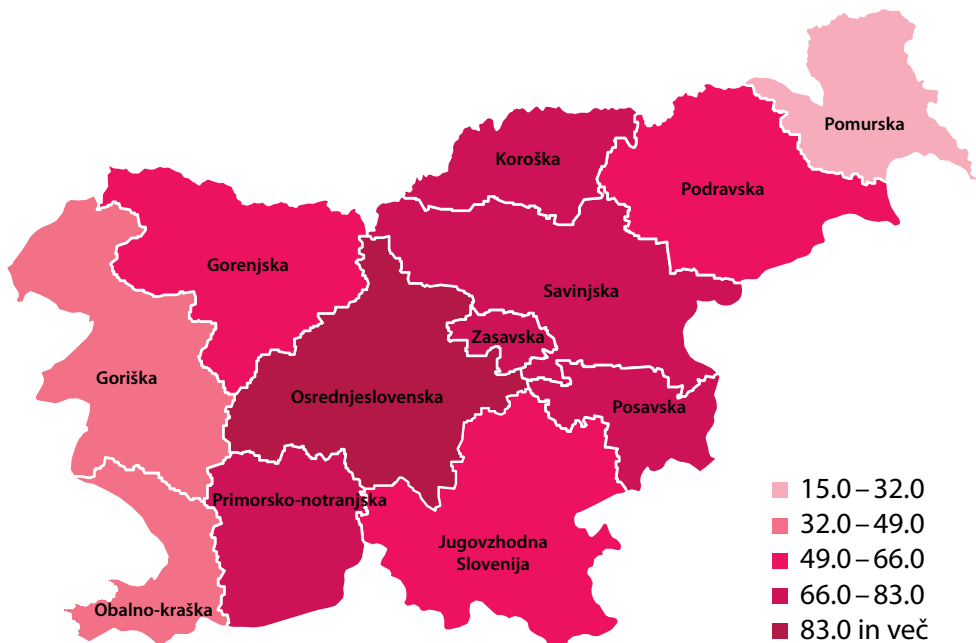 Pomurska
Koroška
Podravska
Gorenjska
Savinjska
Zasavska
Goriška
Osrednjeslovenska
Posavska
Primorsko-notranjska
Jugovzhodna
Slovenija
Obalno-kraška
15.0–32.0
32.0–49.0
49.0–66.0
66.0–83.0
83.0 in več